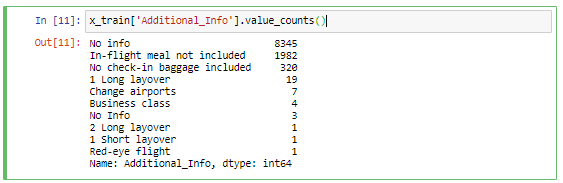 In [11]: x_train['Additional_Info'].value_counts()
Out[11]: No info 8345
In-flight meal not included 1982
No check-in baggage included 320
1 Long layover 19
Change airports 7
Business class 4
No Info 3
2 Long layover 1
1 Short layover 1
Red-eye flight 1
Name: Additional_Info, dtype: int64